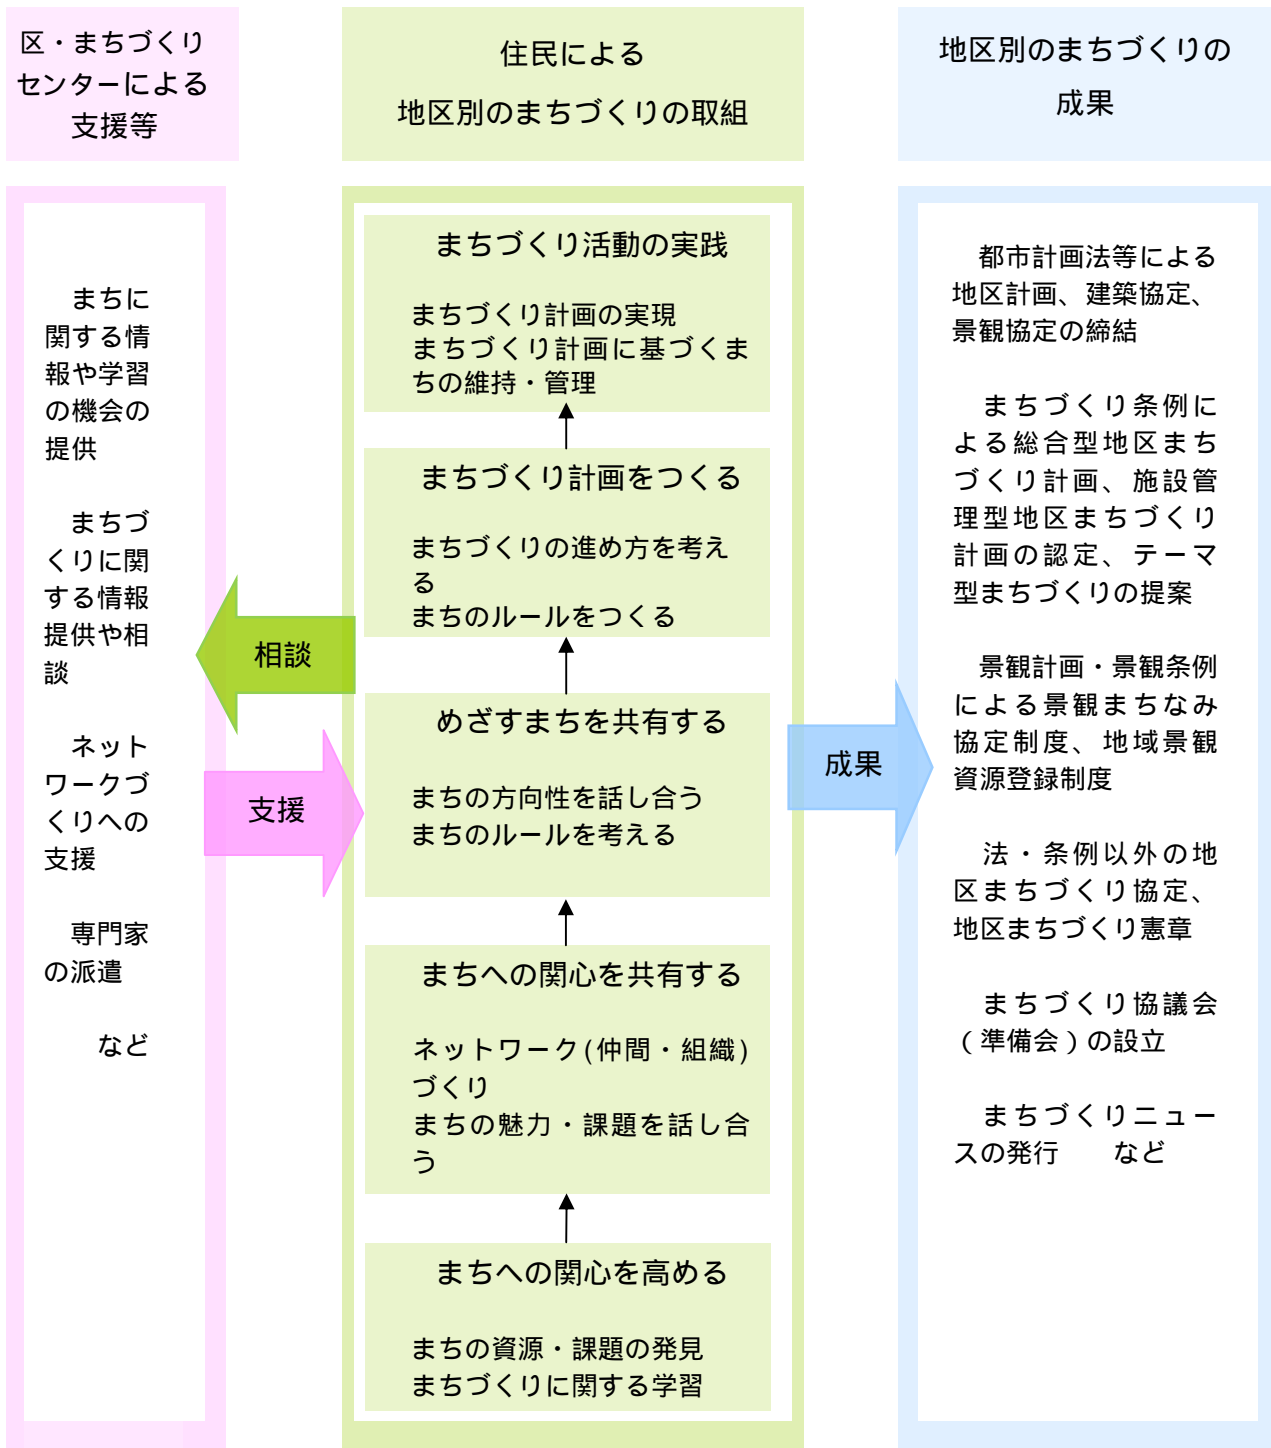 区・まちづくり
センターによる
支援等
住民による
地区別のまちづくりの取組
地区別のまちづくりの
成果
まちに
関する情
報や学習
の機会の
提供
まちづ
くりに関
する情報
提供や相
談
ネット
ワークづ
くりへの
支援
専門家
の派遣
など
相談
支援
まちづくり活動の実践
まちづくり計画の実現
まちづくり計画に基づくま
ちの維持・管理
まちづくり計画をつくる
まちづくりの進め方を考え
る
まちのルールをつくる
めざすまちを共有する
まちの方向性を話し合う
まちのルールを考える
まちへの関心を共有する
ネットワーク(仲間・組織)
づくり
まちの魅力・課題を話し合
う
まちへの関心を高める
まちの資源・課題の発見
まちづくりに関する学習
成果
都市計画法等による
地区計画、建築協定、
景観協定の締結
まちづくり条例に
よる総合型地区まち
づくり計画、施設管
理型地区まちづくり
計画の認定、テーマ
型まちづくりの提案
景観計画・景観条例
による景観まちなみ
協定制度、地域景観
資源登録制度
法・条例以外の地
区まちづくり協定、
地区まちづくり憲章
まちづくり協議会
（準備会）の設立
まちづくりニュー
スの発行　　など